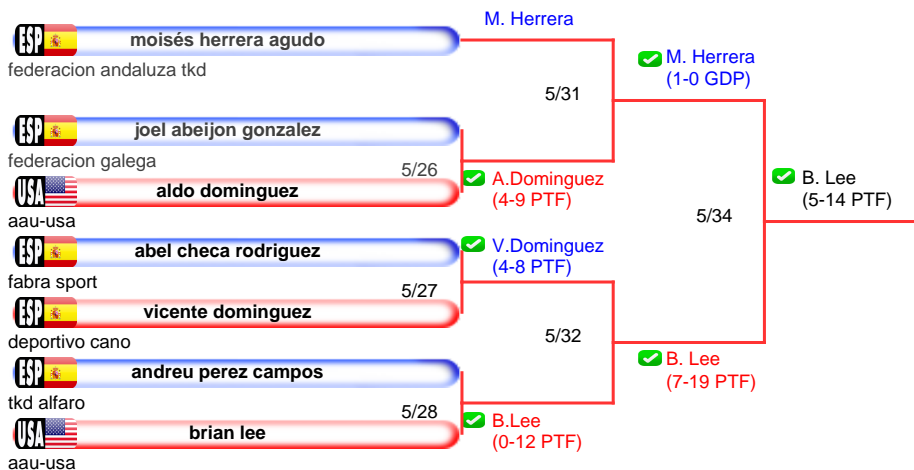 M. Herrera
ESP moisés herrera agudo
federacion andaluza tkd
M. Herrera
(1-0 GDP)
5/31
ESP joel abeijon gonzalez
federacion galega
5/26
USA aldo dominguez
aau-usa
A.Dominguez
(4-9 PTF)
B. Lee
(5-14 PTF)
5/34
ESP abel checa rodriguez
fabra sport
V.Dominguez
(4-8 PTF)
5/27
ESP vicente dominguez
deportivo cano
5/32
B. Lee
(7-19 PTF)
ESP andreu perez campos
tkd alfaro
5/28
USA brian lee
aau-usa
B.Lee
(0-12 PTF)